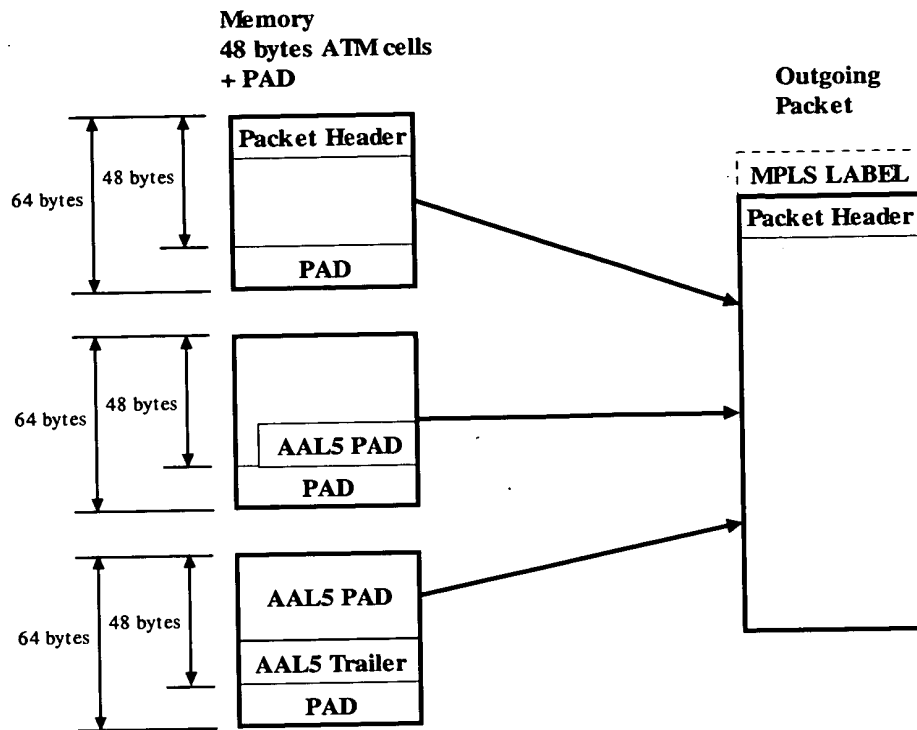 Memory
48 bytes ATM cells
+ PAD
Outgoing
Packet
Packet Header
48 bytes
64 bytes
PAD
MPLS LABEL
Packet Header
48 bytes
64 bytes
AAL5 PAD
PAD
AAL5 PAD
48 bytes
64 bytes
AAL5 Trailer
PAD